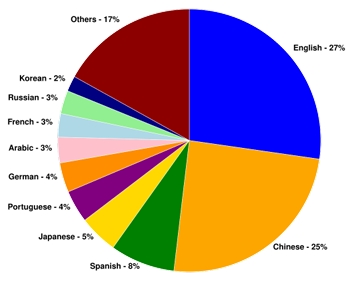 Others - 17%
English - 27%
Korean - 2%
Russian - 3%
French - 3%
Arabic - 3%
German - 4%
Portuguese - 4%
Japanese - 5%
Spanish - 8%
Chinese - 25%